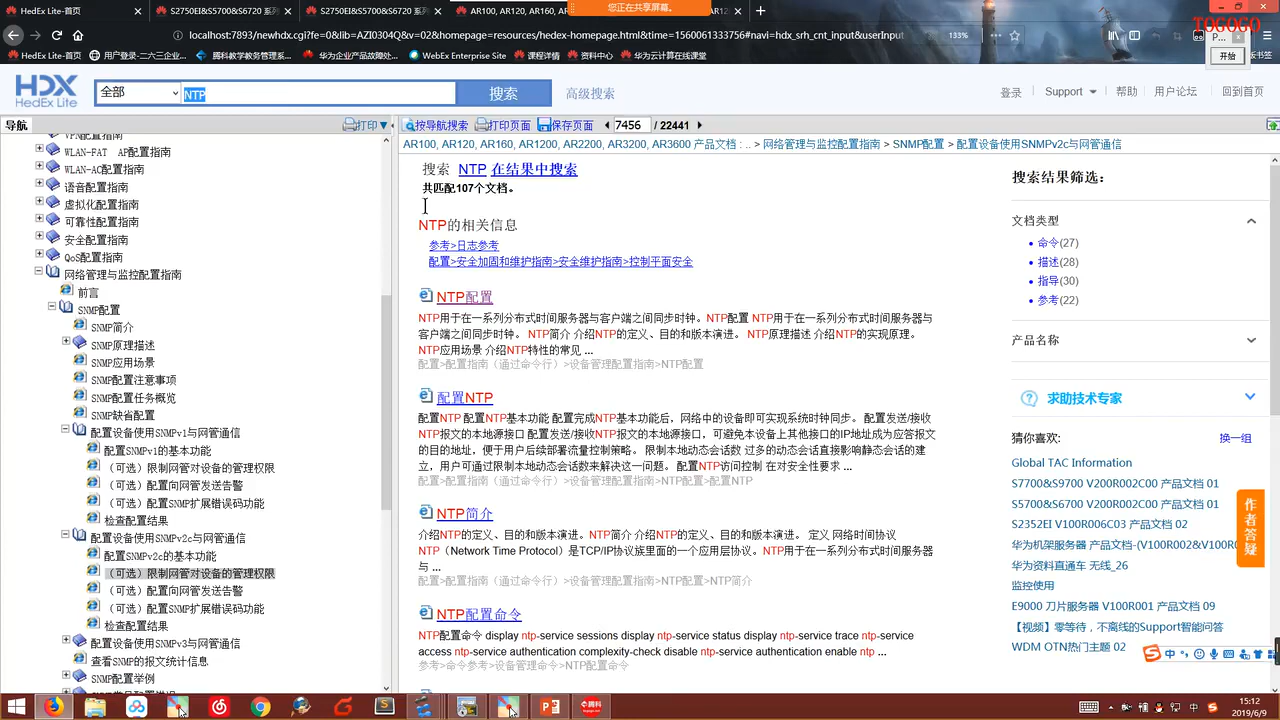 HedEx Lite-首页
S2750EI&S5700&S6720 系列
S2750EI&S5700&S6720 系列
AR100, AR120, AR160, AR
您正在共享屏幕。
TOGOGO
localhost:7893/newhdx.cgi?fe=0&lib=AZI0304Q&v=02&homepage=resources/hedex-homepage.html&time=1560061333756#navi=hdx_srh_cnt_input&userInput
133%
开始
HedEx Lite-首页
用户登录-二六三企业...
腾科教学教务管理系...
华为企业产品故障处...
WebEx Enterprise Site
课程详情
资料中心
华为云计算在线课堂
HDX
HedEx Lite
全部
NTP
搜索
高级搜索
登录
Support
帮助
用户论坛
回到首页
导航
打印
按导航搜索
打印页面
保存页面
7456
/ 22441
VPN配置指南
WLAN-FAT AP配置指南
WLAN-AC配置指南
语音配置指南
虚拟化配置指南
可靠性配置指南
安全配置指南
QoS配置指南
网络管理与监控配置指南
前言
SNMP配置
SNMP简介
SNMP原理描述
SNMP应用场景
SNMP配置注意事项
SNMP配置任务概览
SNMP缺省配置
配置设备使用SNMPv1与网管通信
配置SNMPv1的基本功能
（可选）限制网管对设备的管理权限
（可选）配置向网管发送告警
（可选）配置SNMP扩展错误码功能
检查配置结果
配置设备使用SNMPv2c与网管通信
配置SNMPv2c的基本功能
（可选）限制网管对设备的管理权限
（可选）配置向网管发送告警
（可选）配置SNMP扩展错误码功能
检查配置结果
配置设备使用SNMPv3与网管通信
查看SNMP的报文统计信息
SNMP配置举例
AR100, AR120, AR160, AR1200, AR2200, AR3200, AR3600 产品文档 : .. > 网络管理与监控配置指南 > SNMP配置 > 配置设备使用SNMPv2c与网管通信
搜索 NTP 在结果中搜索
共匹配107个文档。
NTP的相关信息
参考>日志参考
配置>安全加固和维护指南>安全维护指南>控制平面安全
NTP配置
NTP用于在一系列分布式时间服务器与客户端之间同步时钟。NTP配置 NTP用于在一系列分布式时间服务器与
客户端之间同步时钟。 NTP简介 介绍NTP的定义、目的和版本演进。 NTP原理描述 介绍NTP的实现原理。
NTP应用场景 介绍NTP特性的常见 ...
配置>配置指南（通过命令行）>设备管理配置指南>NTP配置
配置NTP
配置NTP 配置NTP基本功能 配置完成NTP基本功能后，网络中的设备即可实现系统时钟同步。 配置发送/接收
NTP报文的本地源接口 配置发送/接收NTP报文的本地源接口，可避免本设备上其他接口的IP地址成为应答报文
的目的地址，便于用户后续部署流量控制策略。 限制本地动态会话数 过多的动态会话直接影响静态会话的建
立，用户可通过限制本地动态会话数来解决这一问题。 配置NTP访问控制 在对安全性要求 ...
配置>配置指南（通过命令行）>设备管理配置指南>NTP配置>配置NTP
NTP简介
介绍NTP的定义、目的和版本演进。NTP简介 介绍NTP的定义、目的和版本演进。 定义 网络时间协议
NTP（Network Time Protocol）是TCP/IP协议族里面的一个应用层协议。NTP用于在一系列分布式时间服务器
与 ...
配置>配置指南（通过命令行）>设备管理配置指南>NTP配置>NTP简介
NTP配置命令
NTP配置命令 display ntp-service sessions display ntp-service status display ntp-service trace ntp-service
access ntp-service authentication complexity-check disable ntp-service authentication enable ntp ...
参考>命令参考>设备管理命令>NTP配置命令
搜索结果筛选：
文档类型
命令(27)
描述(28)
指导(30)
参考(22)
产品名称
求助技术专家
猜你喜欢:
换一组
Global TAC Information
S7700&S9700 V200R002C00 产品文档 01
S5700&S6700 V200R002C00 产品文档 01
S2352EI V100R006C03 产品文档 02
华为机架服务器 产品文档-(V100R002&V100R0
华为资料直通车 无线_26
监控使用
E9000 刀片服务器 V100R001 产品文档 09
【视频】零等待，不离线的Support智能问答
WDM OTN热门主题 02
作者答疑
中
中
15:12
2019/6/9